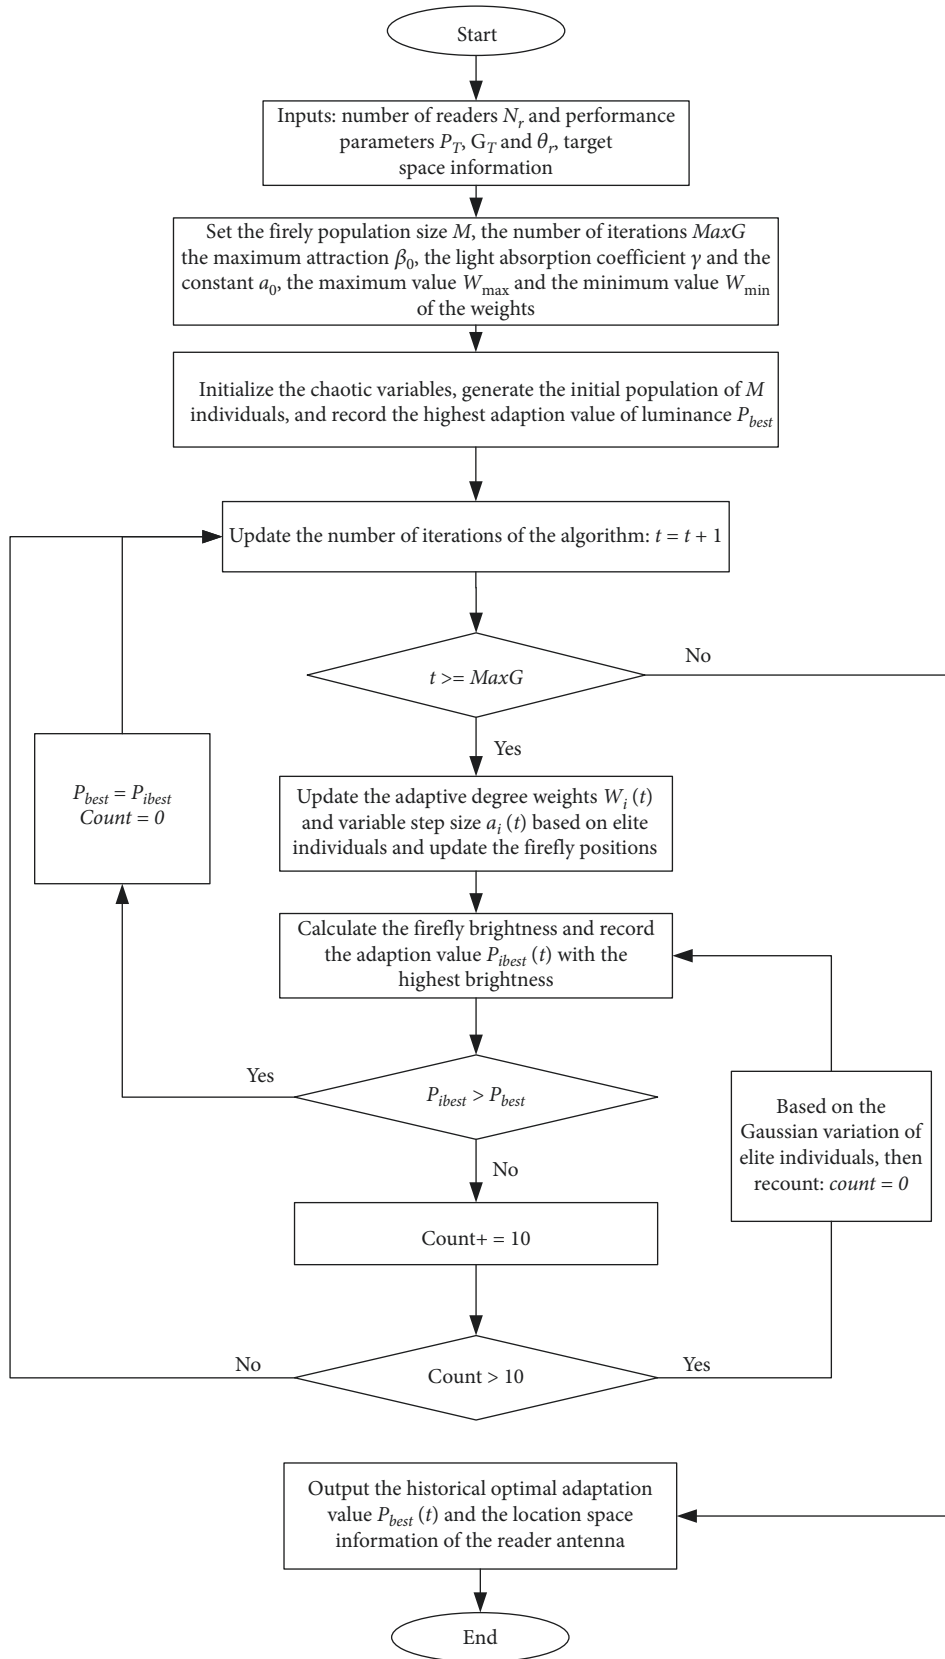 Start
Inputs: number of readers N_r and performance
parameters P_T, G_T and θ_r, target
space information
Set the firely population size M, the number of iterions MaxG
the maximum attraction β_0, the light absorption coefficient γ and the
constant a_0, the maximum value W_max and the minimum value W_min
of the weights
Initialize the chaotic variables, generate the initial population of M
individuals, and record the highest adaption value of luminance P_best
Update the number of iterions of the algorithm: t = t + 1
t >= MaxG
No
Yes
P_best = P_ibest
Count = 0
Update the adaptive degree weights W_i (t)
and variable step size a_i (t) based on elite
individuals and update the firefly positions
Calculate the firefly brightness and record
the adaption value P_ibest (t) with the
highest brightness
Yes
P_ibest > P_best
No
Based on the
Gaussian variation of
elite individuals, then
recount: count = 0
Count+ = 10
No
Count > 10
Yes
Output the historical optimal adaptation
value P_best (t) and the location space
information of the reader antenna
End